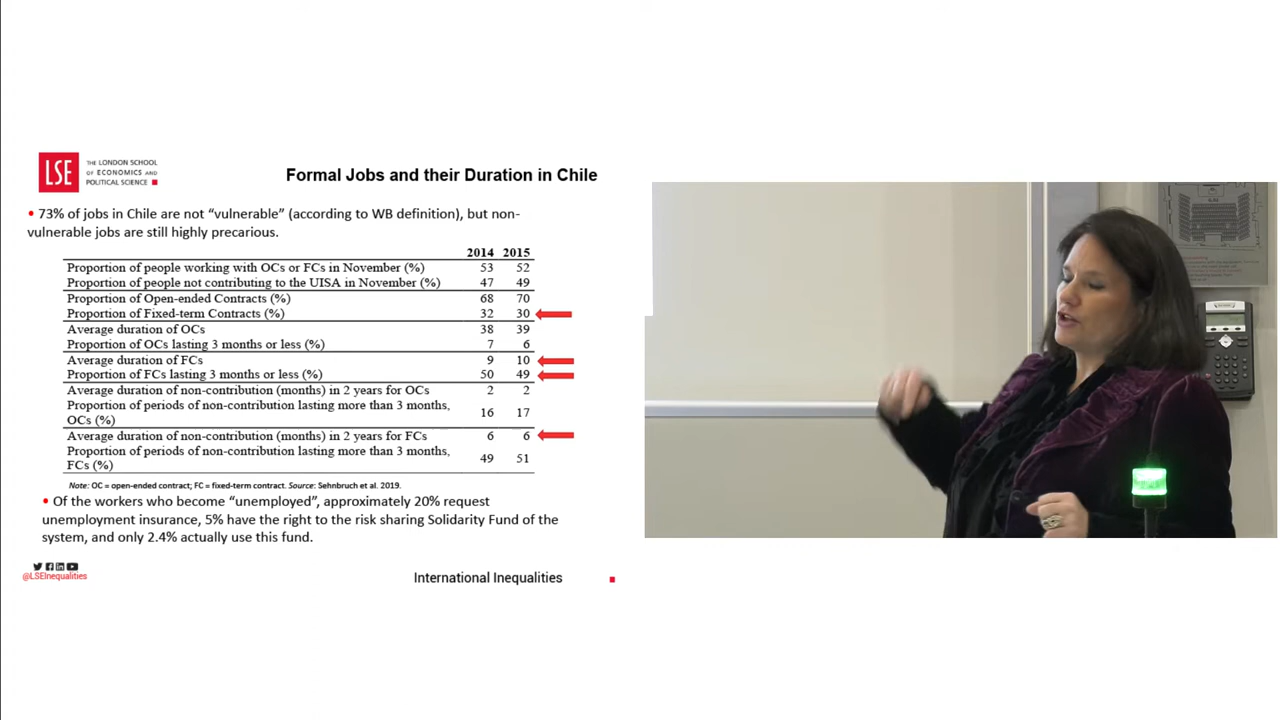 LSE
THE LONDON SCHOOL
OF ECONOMICS AND
POLITICAL SCIENCE
Formal Jobs and their Duration in Chile
• 73% of jobs in Chile are not “vulnerable” (according to WB definition), but non-
vulnerable jobs are still highly precarious.
2014 2015
Proportion of people working with OCs or FCs in November (%) 53 52
Proportion of people not contributing to the UISA in November (%) 47 49
Proportion of Open-ended Contracts (%) 68 70
Proportion of Fixed-term Contracts (%) 32 30
Average duration of OCs 38 39
Proportion of OCs lasting 3 months or less (%) 7 6
Average duration of FCs 9 10
Proportion of FCs lasting 3 months or less (%) 50 49
Average duration of non-contribution (months) in 2 years for OCs 2 2
Proportion of periods of non-contribution lasting more than 3 months,
OCs (%) 16 17
Average duration of non-contribution (months) in 2 years for FCs 6 6
Proportion of periods of non-contribution lasting more than 3 months,
FCs (%) 49 51
Note: OC = open-ended contract; FC = fixed-term contract. Source: Sehnbruch et al. 2019.
• Of the workers who become “unemployed”, approximately 20% request
unemployment insurance, 5% have the right to the risk sharing Solidarity Fund of the
system, and only 2.4% actually use this fund.
@LSEInequalities
International Inequalities